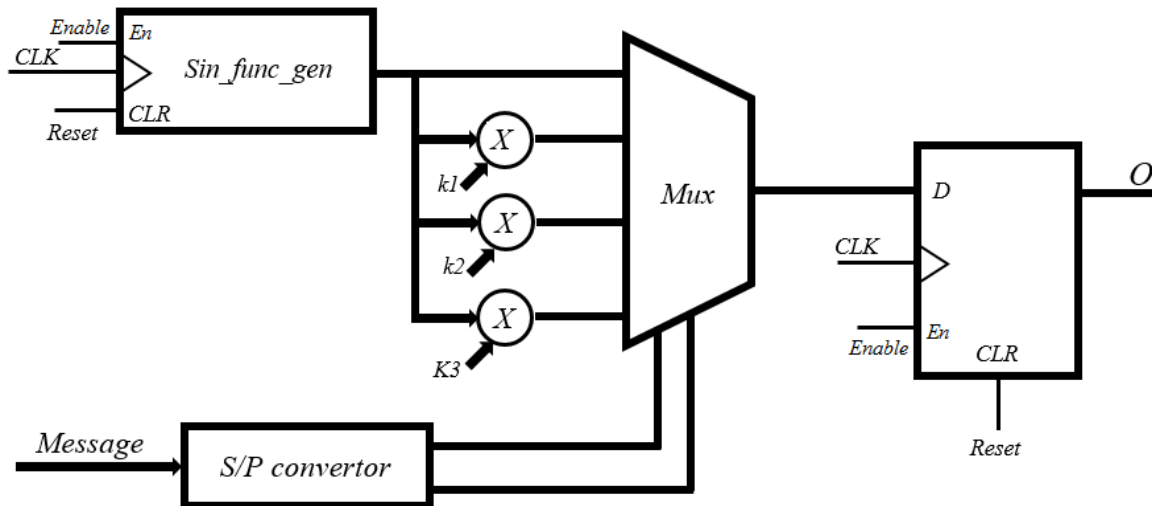 Enable
En
CLK
Sin_func_gen
CLR
Reset
X
k1
Mux
X
k2
X
K3
D
O
CLK
En
Enable
CLR
Reset
Message
S/P convertor